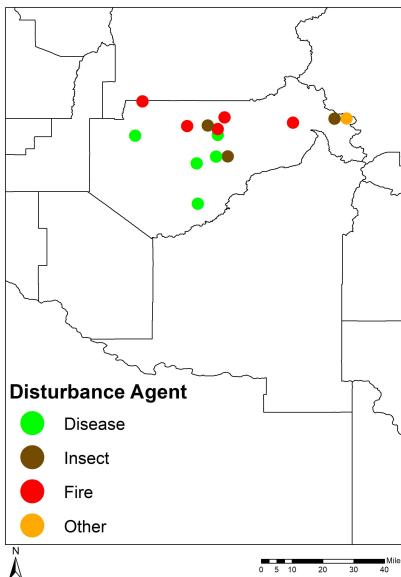 Disturbance Agent
Disease
Insect
Fire
Other
N
Miles
0 5 10 20 30 40